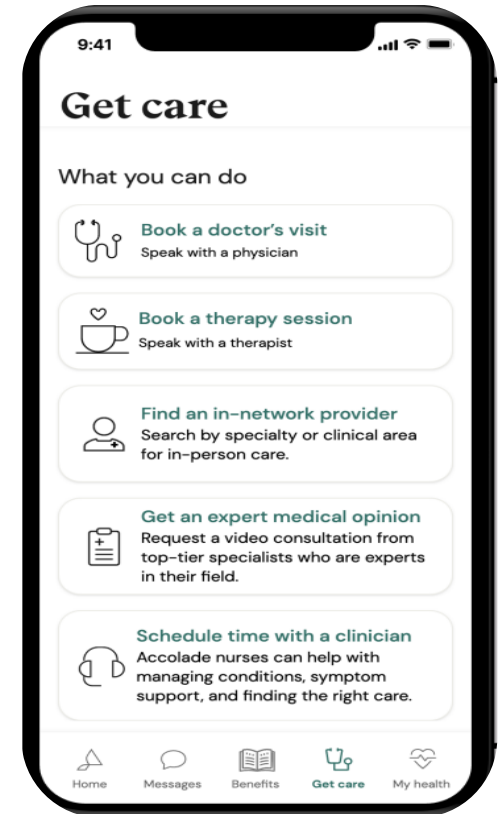 9:41
Get care
What you can do
Book a doctor's visit
Speak with a physician
Book a therapy session
Speak with a therapist
Find an in-network provider
Search by specialty or clinical area
for in-person care.
Get an expert medical opinion
Request a video consultation from
top-tier specialists who are experts
in their field.
Schedule time with a clinician
Accolade nurses can help with
managing conditions, symptom
support, and finding the right care.
Home Messages Benefits Get care My health